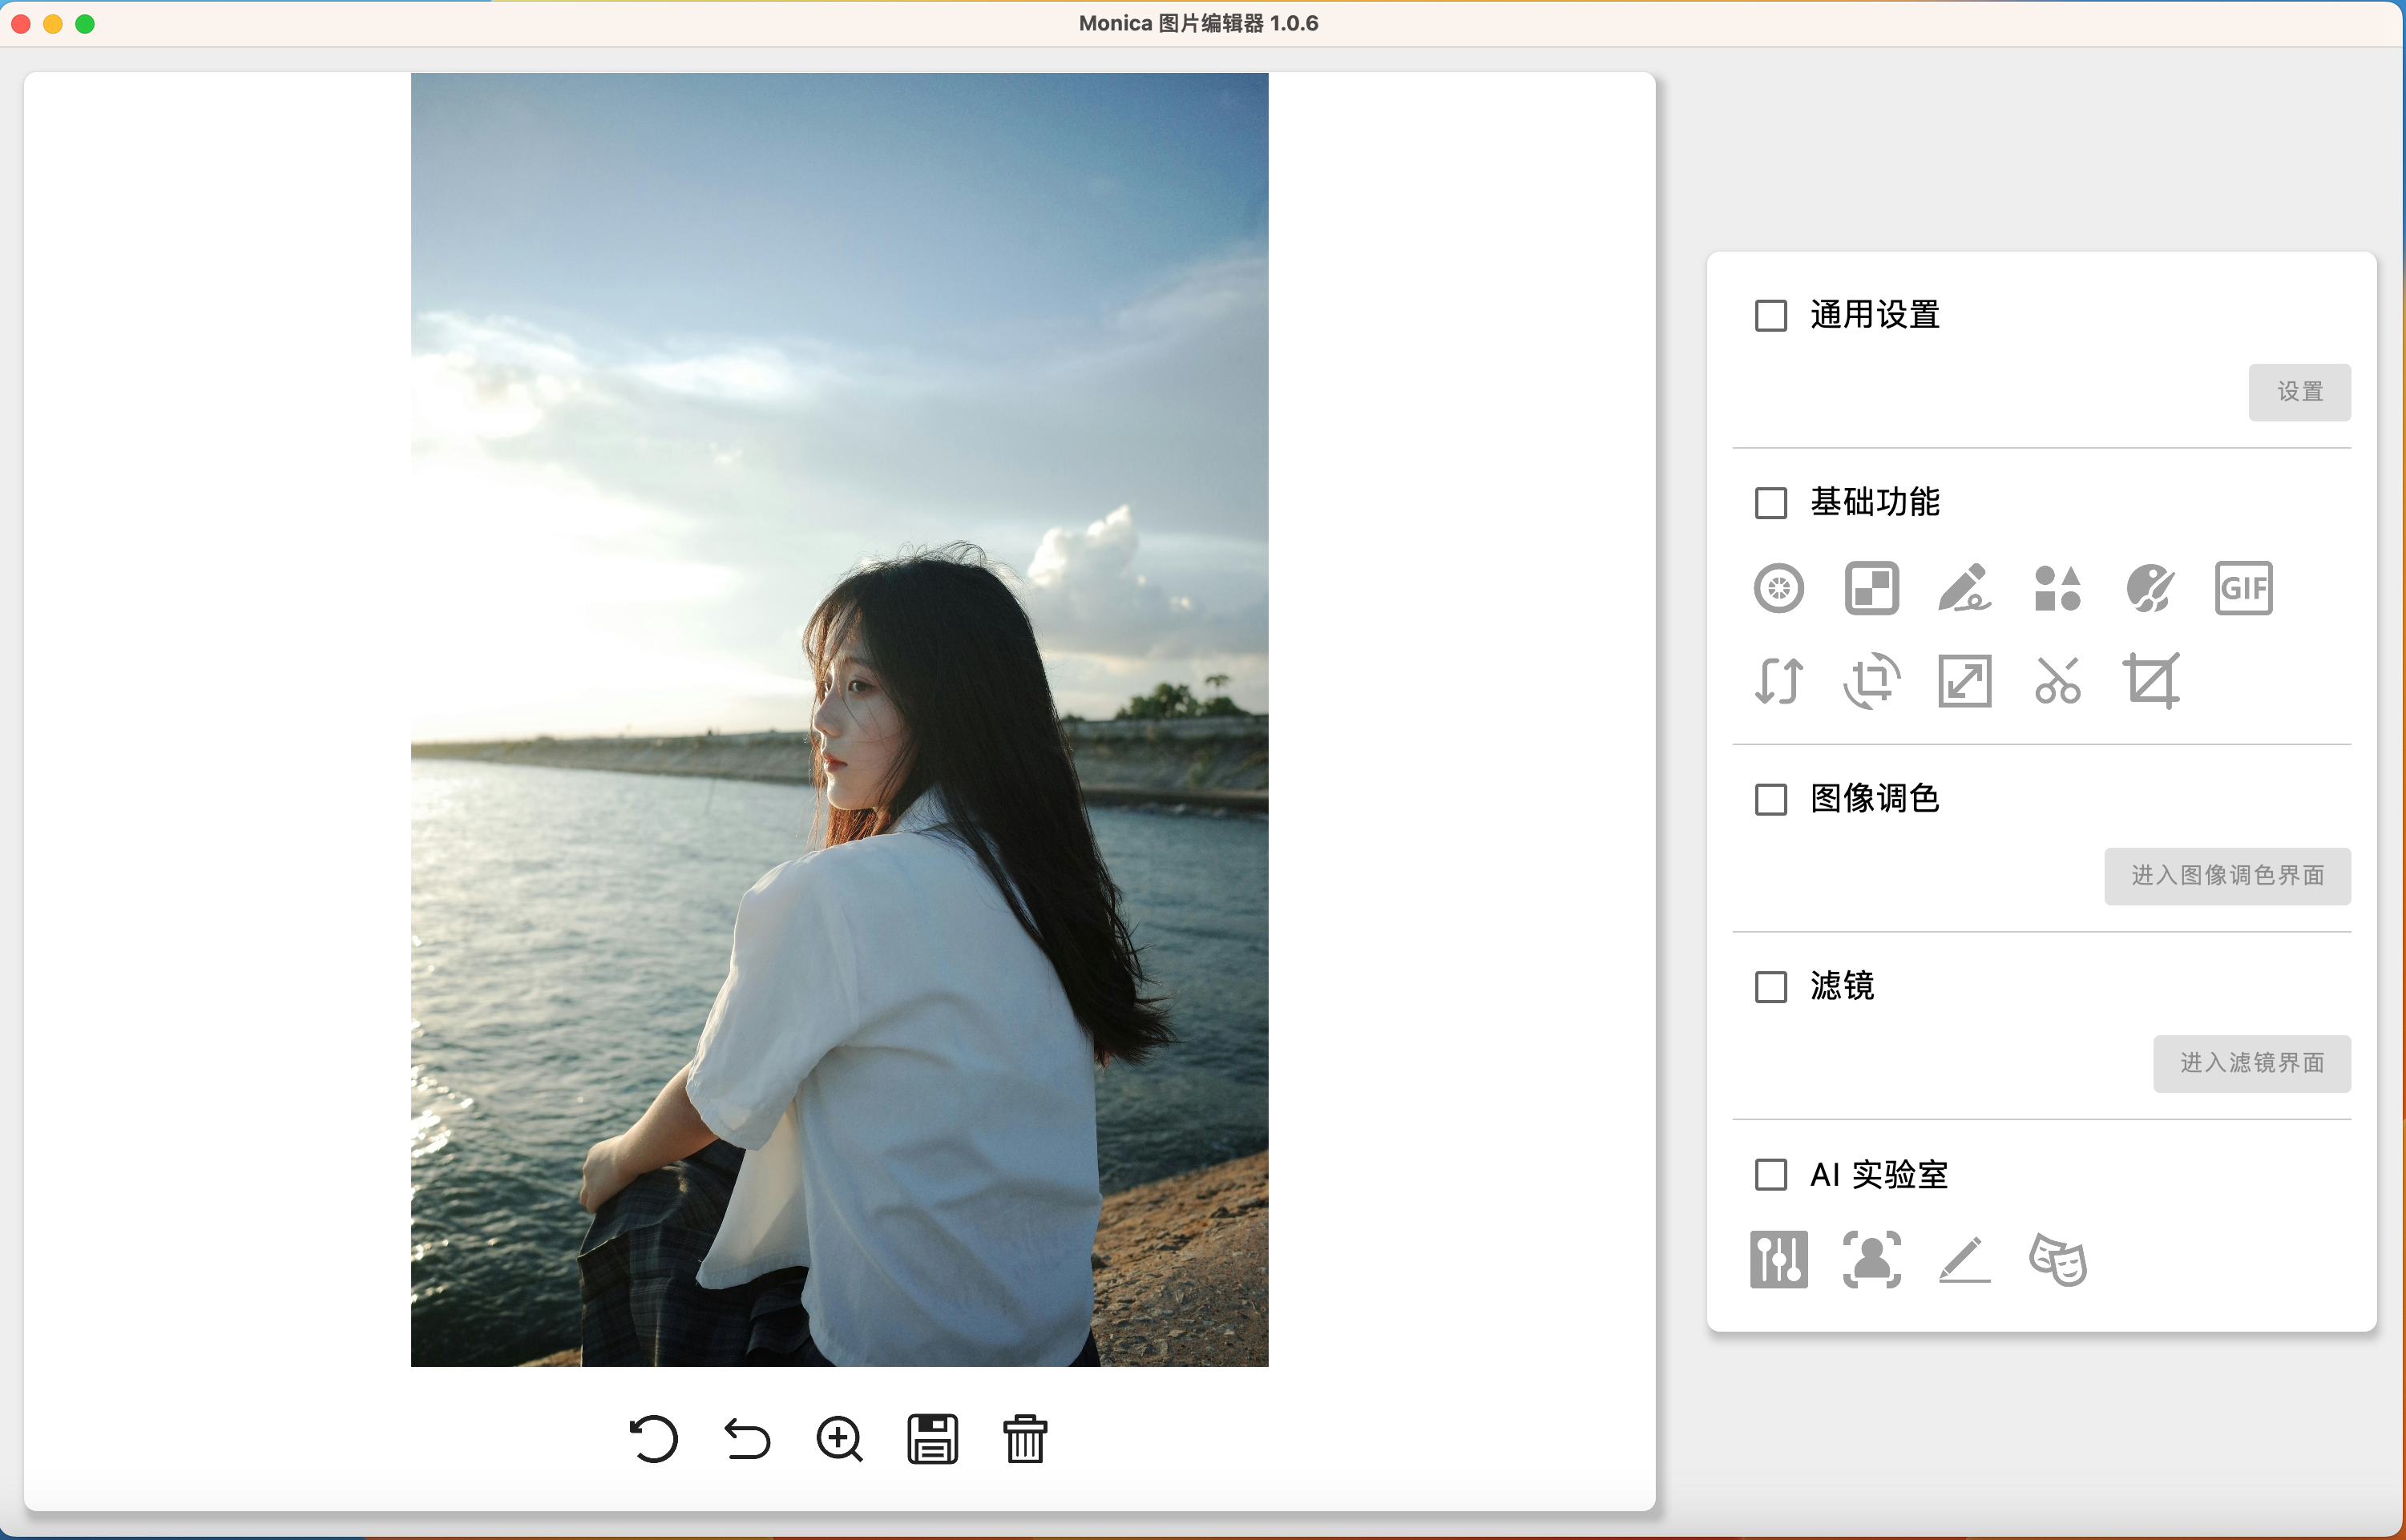 Monica 图片编辑器 1.0.6
通用设置
设置
基础功能
GIF
图像调色
进入图像调色界面
滤镜
进入滤镜界面
AI 实验室